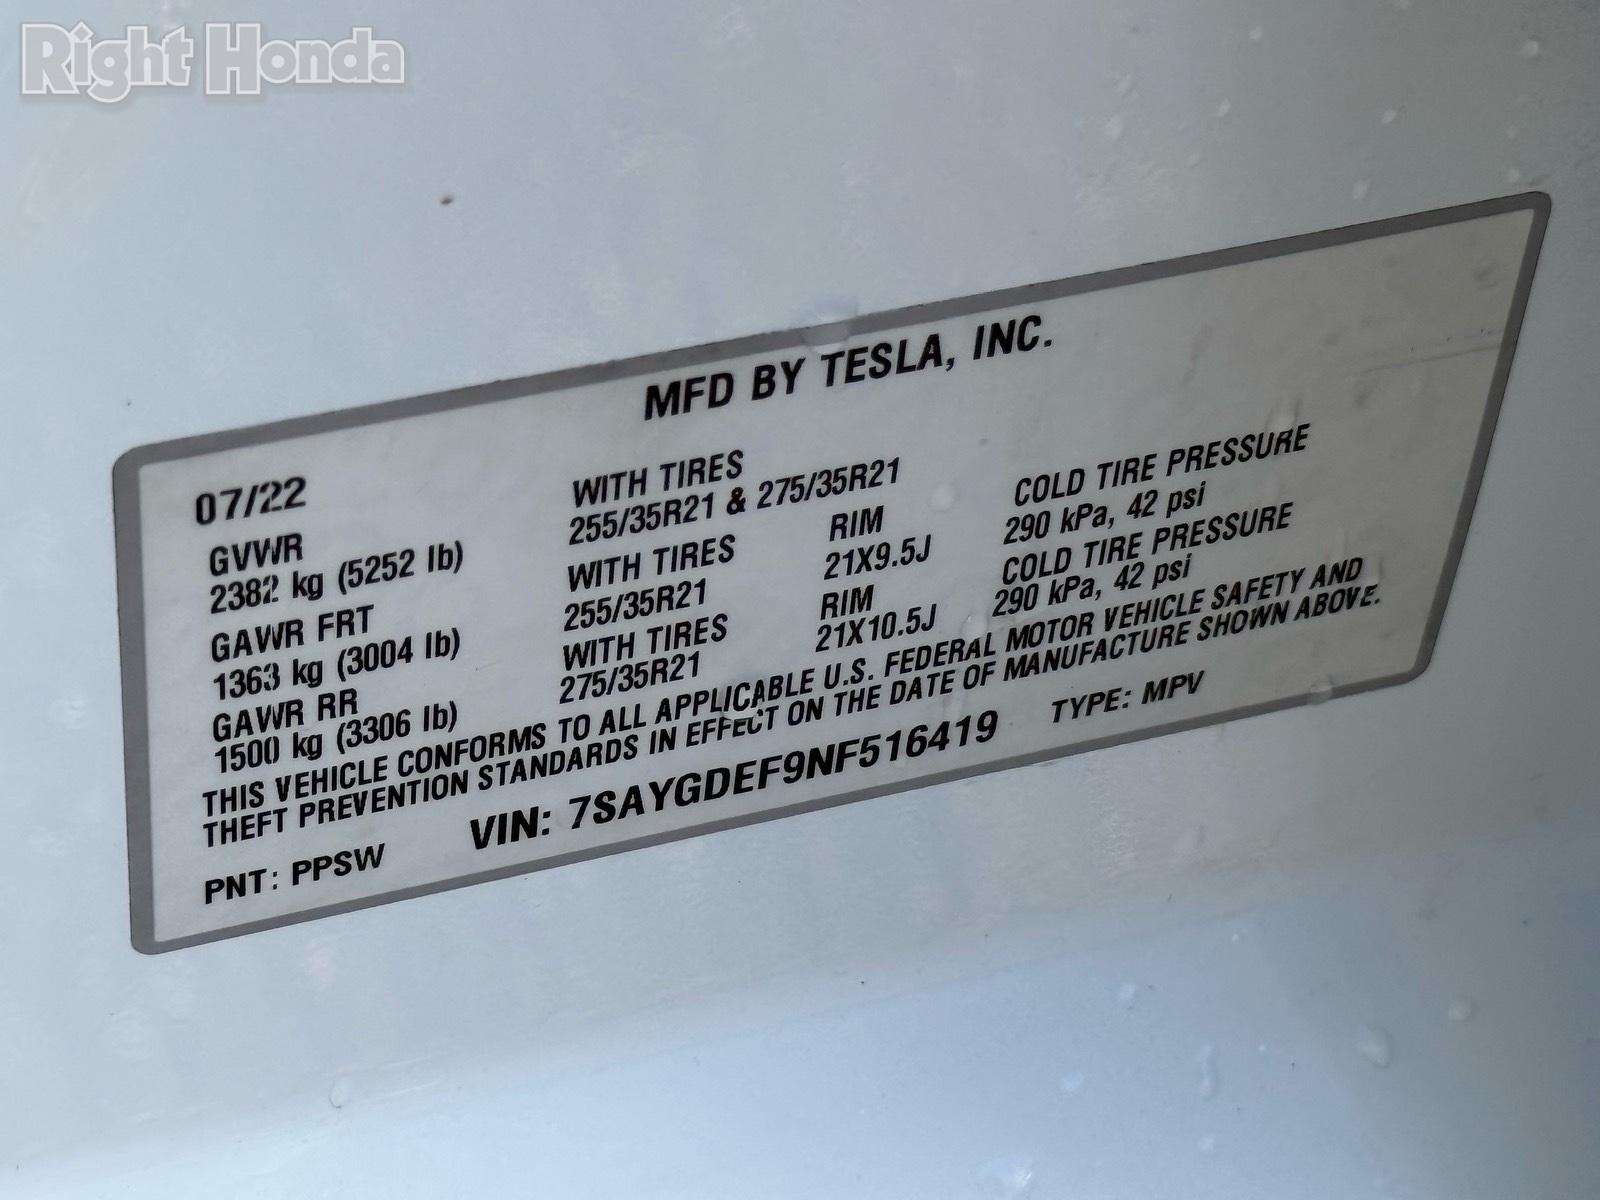 Right Honda
MFD BY TESLA, INC.
07/22 WITH TIRES COLD TIRE PRESSURE
GVWR 255/35R21 & 275/35R21 290 kPa, 42 psi
2382 kg (5252 lb) WITH TIRES RIM COLD TIRE PRESSURE
GAWR FRT 255/35R21 21X9.5J 290 kPa, 42 psi
1363 kg (3004 lb) WITH TIRES RIM
GAWR RR 275/35R21 21X10.5J
1500 kg (3306 lb)
THIS VEHICLE CONFORMS TO ALL APPLICABLE U.S. FEDERAL MOTOR VEHICLE SAFETY AND
THEFT PREVENTION STANDARDS IN EFFECT ON THE DATE OF MANUFACTURE SHOWN ABOVE.
PNT: PPSW VIN: 7SAYGDEF9NF516419 TYPE: MPV